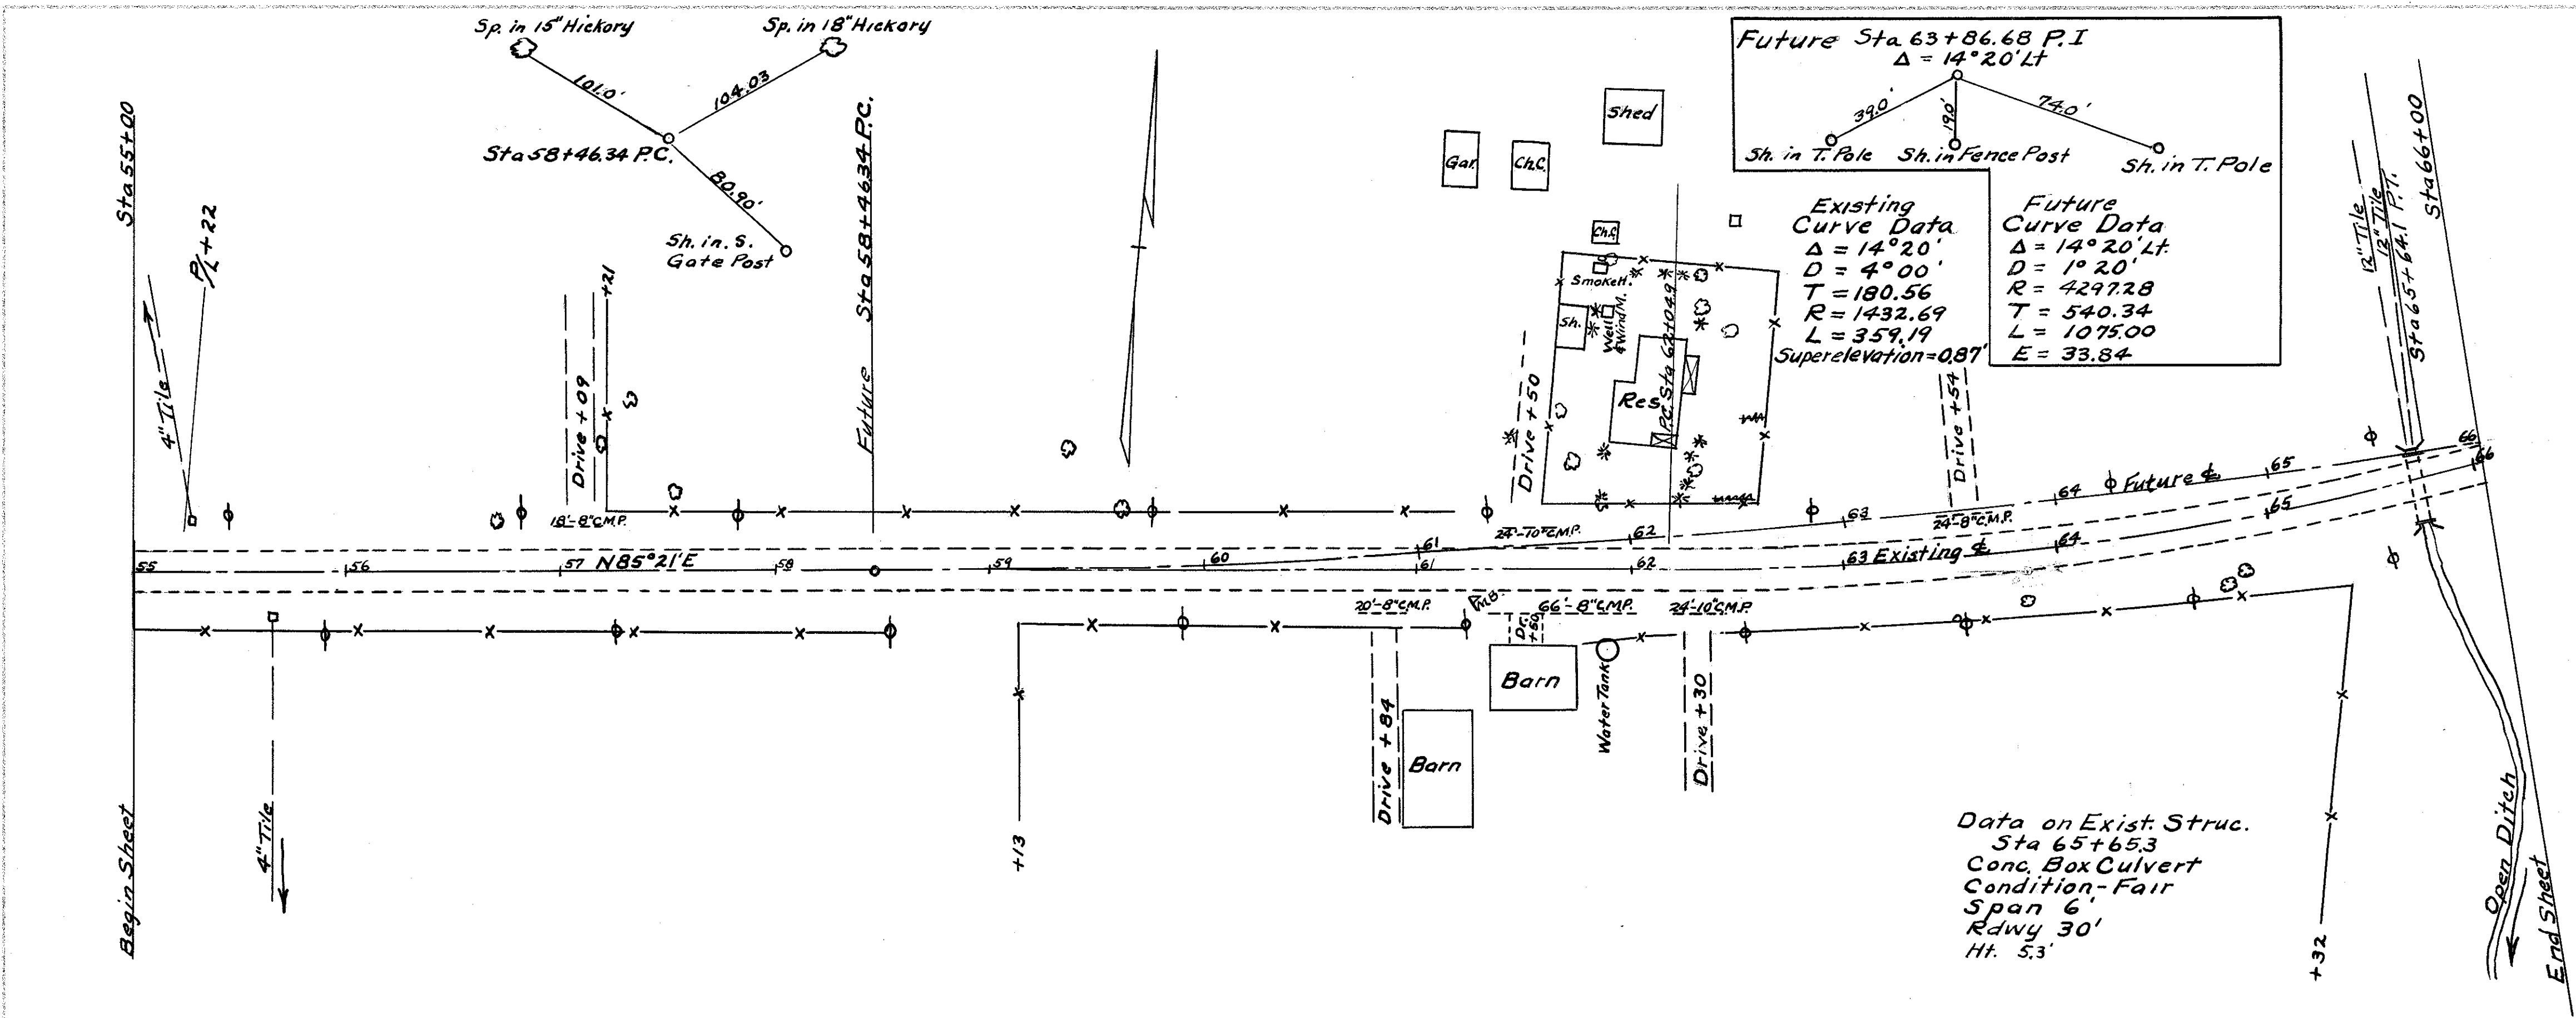 Sp. in 15" Hickory
Sp. in 18" Hickory
101.0'
104.03
Sta 58+46.34 P.C.
80.90'
Sh. in. S.
Gate Post
Future Sta 63+86.68 P.I
Δ = 14°20' Lt
39.0'
19.0'
74.0'
Sh. in T. Pole
Sh. in Fence Post
Sh. in T. Pole
Existing
Curve Data
Δ = 14°20'
D = 4°00'
T = 180.56
R = 1432.69
L = 359.19
Superelevation = 0.87'
Future
Curve Data
Δ = 14°20' Lt.
D = 1°20'
R = 4297.28
T = 540.34
L = 1075.00
E = 33.84
Sta 55+00
Begin Sheet
P/L+22
4" Tile
+21
Drive +09
18'-8" C.M.P.
Future Sta 58+46.34 P.C.
Shed
Gar.
Ch.C.
Ch.C.
Smoke H.
Sh.
Well
& Wind M.
Res.
P.C. Sta 62+04.9
Drive +50
24'-10" C.M.P.
Drive +54
24'-8" C.M.P.
12" Tile
12" Tile
Sta 65+64.1 P.T.
Sta 66+00
61
62
63
64
Future ℄
65
66
55
56
57
N85°21'E
58
59
60
61
62
63
Existing ℄
64
65
66
4" Tile
+13
20'-8" C.M.P.
M.B.
66'-8" C.M.P.
24'-10" C.M.P.
Dr.
+50
Barn
Water Tank
Drive +84
Barn
Drive +30
Data on Exist. Struc.
Sta 65+65.3
Conc. Box Culvert
Condition-Fair
Span 6'
Rdwy 30'
Ht. 5.3'
+32
Open Ditch
End Sheet